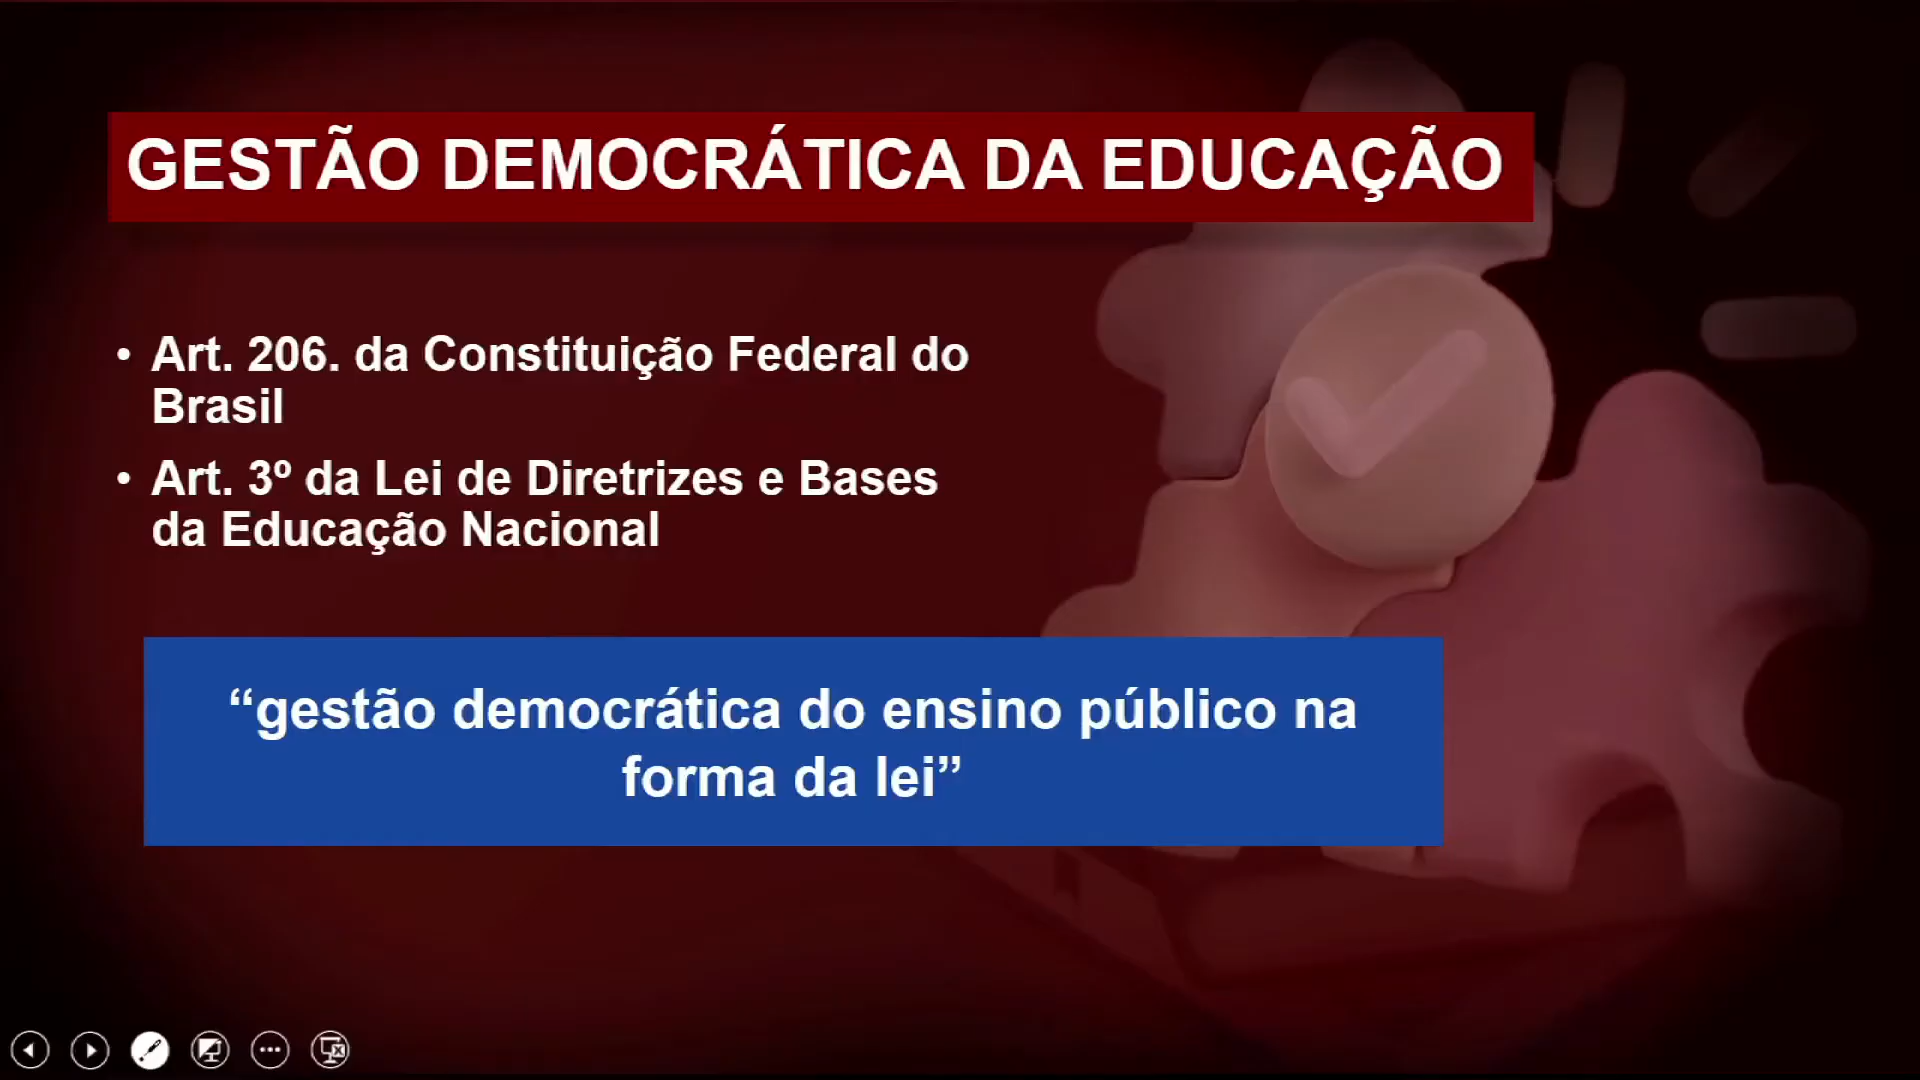 GESTÃO DEMOCRÁTICA DA EDUCAÇÃO
• Art. 206. da Constituição Federal do
Brasil
• Art. 3º da Lei de Diretrizes e Bases
da Educação Nacional
“gestão democrática do ensino público na
forma da lei”